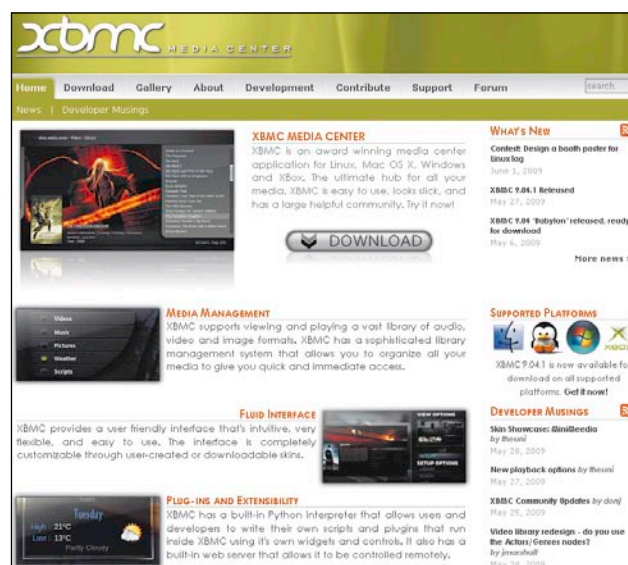 xbmc MEDIA CENTER
Home Download Gallery About Development Contribute Support Forum search
News | Developer Musings
XBMC MEDIA CENTER
XBMC is an award winning media center
application for Linux, Mac OS X, Windows
and XBox. The ultimate hub for all your
media, XBMC is easy to use, looks slick, and
has a large helpful community. Try it now!
DOWNLOAD
WHAT'S NEW
Contest: Design a booth poster for
Linuxtag
June 1, 2009
XBMC 9.04.1 Released
May 27, 2009
XBMC 9.04 'Babylon' released, ready
for download
May 6, 2009
More news
Videos
Music
Pictures
Weather
Scripts
MEDIA MANAGEMENT
XBMC supports viewing and playing a vast library of audio,
video and image formats. XBMC has a sophisticated library
management system that allows you to organize all your
media to give you quick and immediate access.
SUPPORTED PLATFORMS
XBMC 9.04.1 is now available fo
download on all supported
platforms. Get it now!
FLUID INTERFACE
XBMC provides a user friendly interface that's intuitive, very
flexible, and easy to use. The interface is completely
customizable through user-created or downloadable skins.
VIEW OPTIONS
SETUP OPTIONS
DEVELOPER MUSINGS
Skin Showcase: MiniMeedia
by theuni
May 28, 2009
New playback options by theuni
May 27, 2009
XBMC Community Updates by donj
May 25, 2009
Video library redesign - do you use
the Actors/Genres nodes?
by jmarshall
May 24, 2009
Tuesday
High : 21°C
Low : 13°C
Partly Cloudy
PLUG-INS AND EXTENSIBILITY
XBMC has a built-in Python interpreter that allows users and
developers to write their own scripts and plugins that run
inside XBMC using it's own widgets and controls. It also has a
built-in web server that allows it to be controlled remotely.